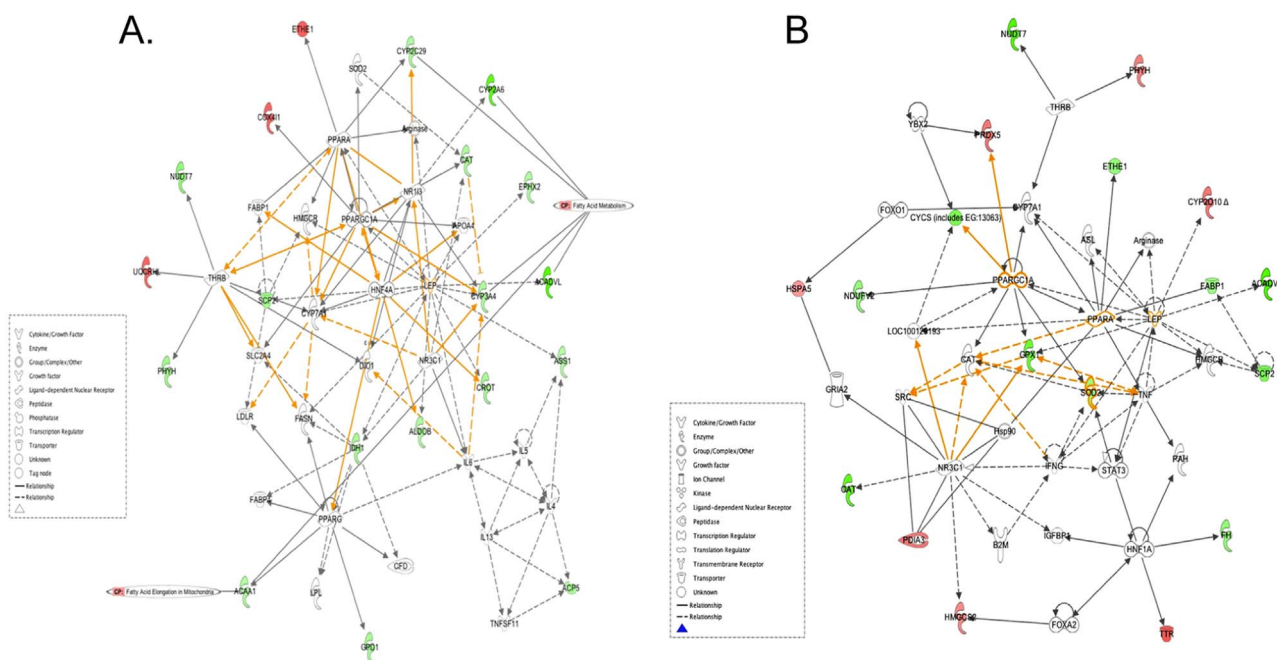 A.
B
ETHE1
CYP2C29
SOD2
CYP2A6
COX4I1
PPARA
Arginase
CAT
NUDT7
EPHX2
NR1I3
CP: Fatty Acid Metabolism
FABP1
HMGCR
PPARGC1A
APOA4
UQCRH
THRB
LEP
ACADVL
SCP2
HNF4A
CYP3A4
CYP7A1
SLC2A4
DIO1
NR3C1
ASS1
PHYH
CROT
LDLR
FASN
ALDOB
IDH1
IL6
IL5
FABP
PPARG
IL4
IL13
CFD
CP: Fatty Acid Elongation in Mitochondria
ACAA1
LPL
ACP5
TNFSF11
GPD1
Cytokine/Growth Factor
Enzyme
Group/Complex/Other
Growth factor
Ligand-dependent Nuclear Receptor
Peptidase
Phosphatase
Transcription Regulator
Transporter
Unknown
Tag node
Relationship
Relationship
NUDT7
PHYH
THRB
YBX2
PRDX5
ETHE1
CYP2D10 Δ
FOXO1
CYP7A1
CYCS (includes EG:13063)
ASL
Arginase
PPARGC1A
HSPA5
NDUFV2
FABP1
ACADVL
PPARA
LEP
CAT
GPX1
HMGCR
SCP2
GRIA2
SRC
SOD2
TNF
Hsp90
NR3C1
IFNG
STAT3
PAH
CAT
PDIA3
B2M
IGFBP1
HNF1A
FH
HMGCS2
FOXA2
TTR
Cytokine/Growth Factor
Enzyme
Group/Complex/Other
Growth factor
Ion Channel
Kinase
Ligand-dependent Nuclear Receptor
Peptidase
Transcription Regulator
Translation Regulator
Transmembrane Receptor
Transporter
Unknown
Relationship
Relationship